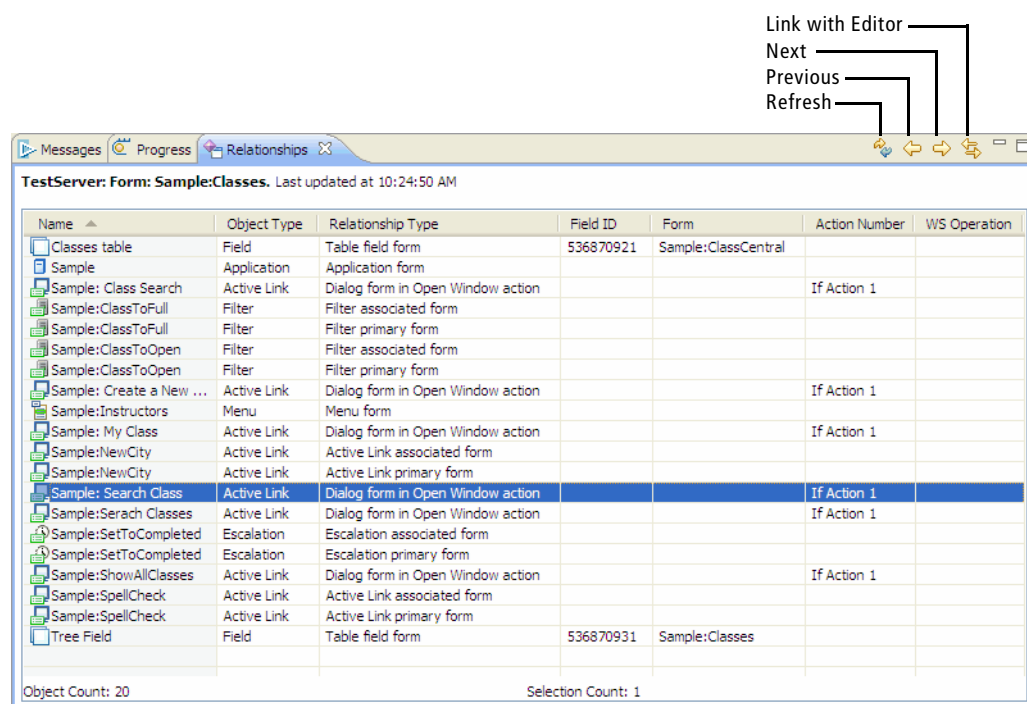 Link with Editor
Next
Previous
Refresh
Messages Progress Relationships
TestServer: Form: Sample:Classes. Last updated at 10:24:50 AM
Name Object Type Relationship Type Field ID Form Action Number WS Operation
Classes table Field Table field form 536870921 Sample:ClassCentral
Sample Application Application form
Sample: Class Search Active Link Dialog form in Open Window action If Action 1
Sample:ClassToFull Filter Filter associated form
Sample:ClassToFull Filter Filter primary form
Sample:ClassToOpen Filter Filter associated form
Sample:ClassToOpen Filter Filter primary form
Sample: Create a New ... Active Link Dialog form in Open Window action If Action 1
Sample:Instructors Menu Menu form
Sample: My Class Active Link Dialog form in Open Window action If Action 1
Sample:NewCity Active Link Active Link associated form
Sample:NewCity Active Link Active Link primary form
Sample: Search Class Active Link Dialog form in Open Window action If Action 1
Sample:Serach Classes Active Link Dialog form in Open Window action If Action 1
Sample:SetToCompleted Escalation Escalation associated form
Sample:SetToCompleted Escalation Escalation primary form
Sample:ShowAllClasses Active Link Dialog form in Open Window action If Action 1
Sample:SpellCheck Active Link Active Link associated form
Sample:SpellCheck Active Link Active Link primary form
Tree Field Field Table field form 536870931 Sample:Classes
Object Count: 20 Selection Count: 1